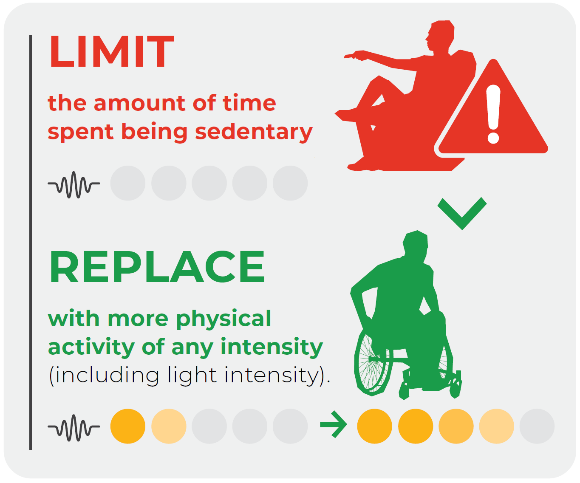 LIMIT
the amount of time
spent being sedentary
REPLACE
with more physical
activity of any intensity
(including light intensity).